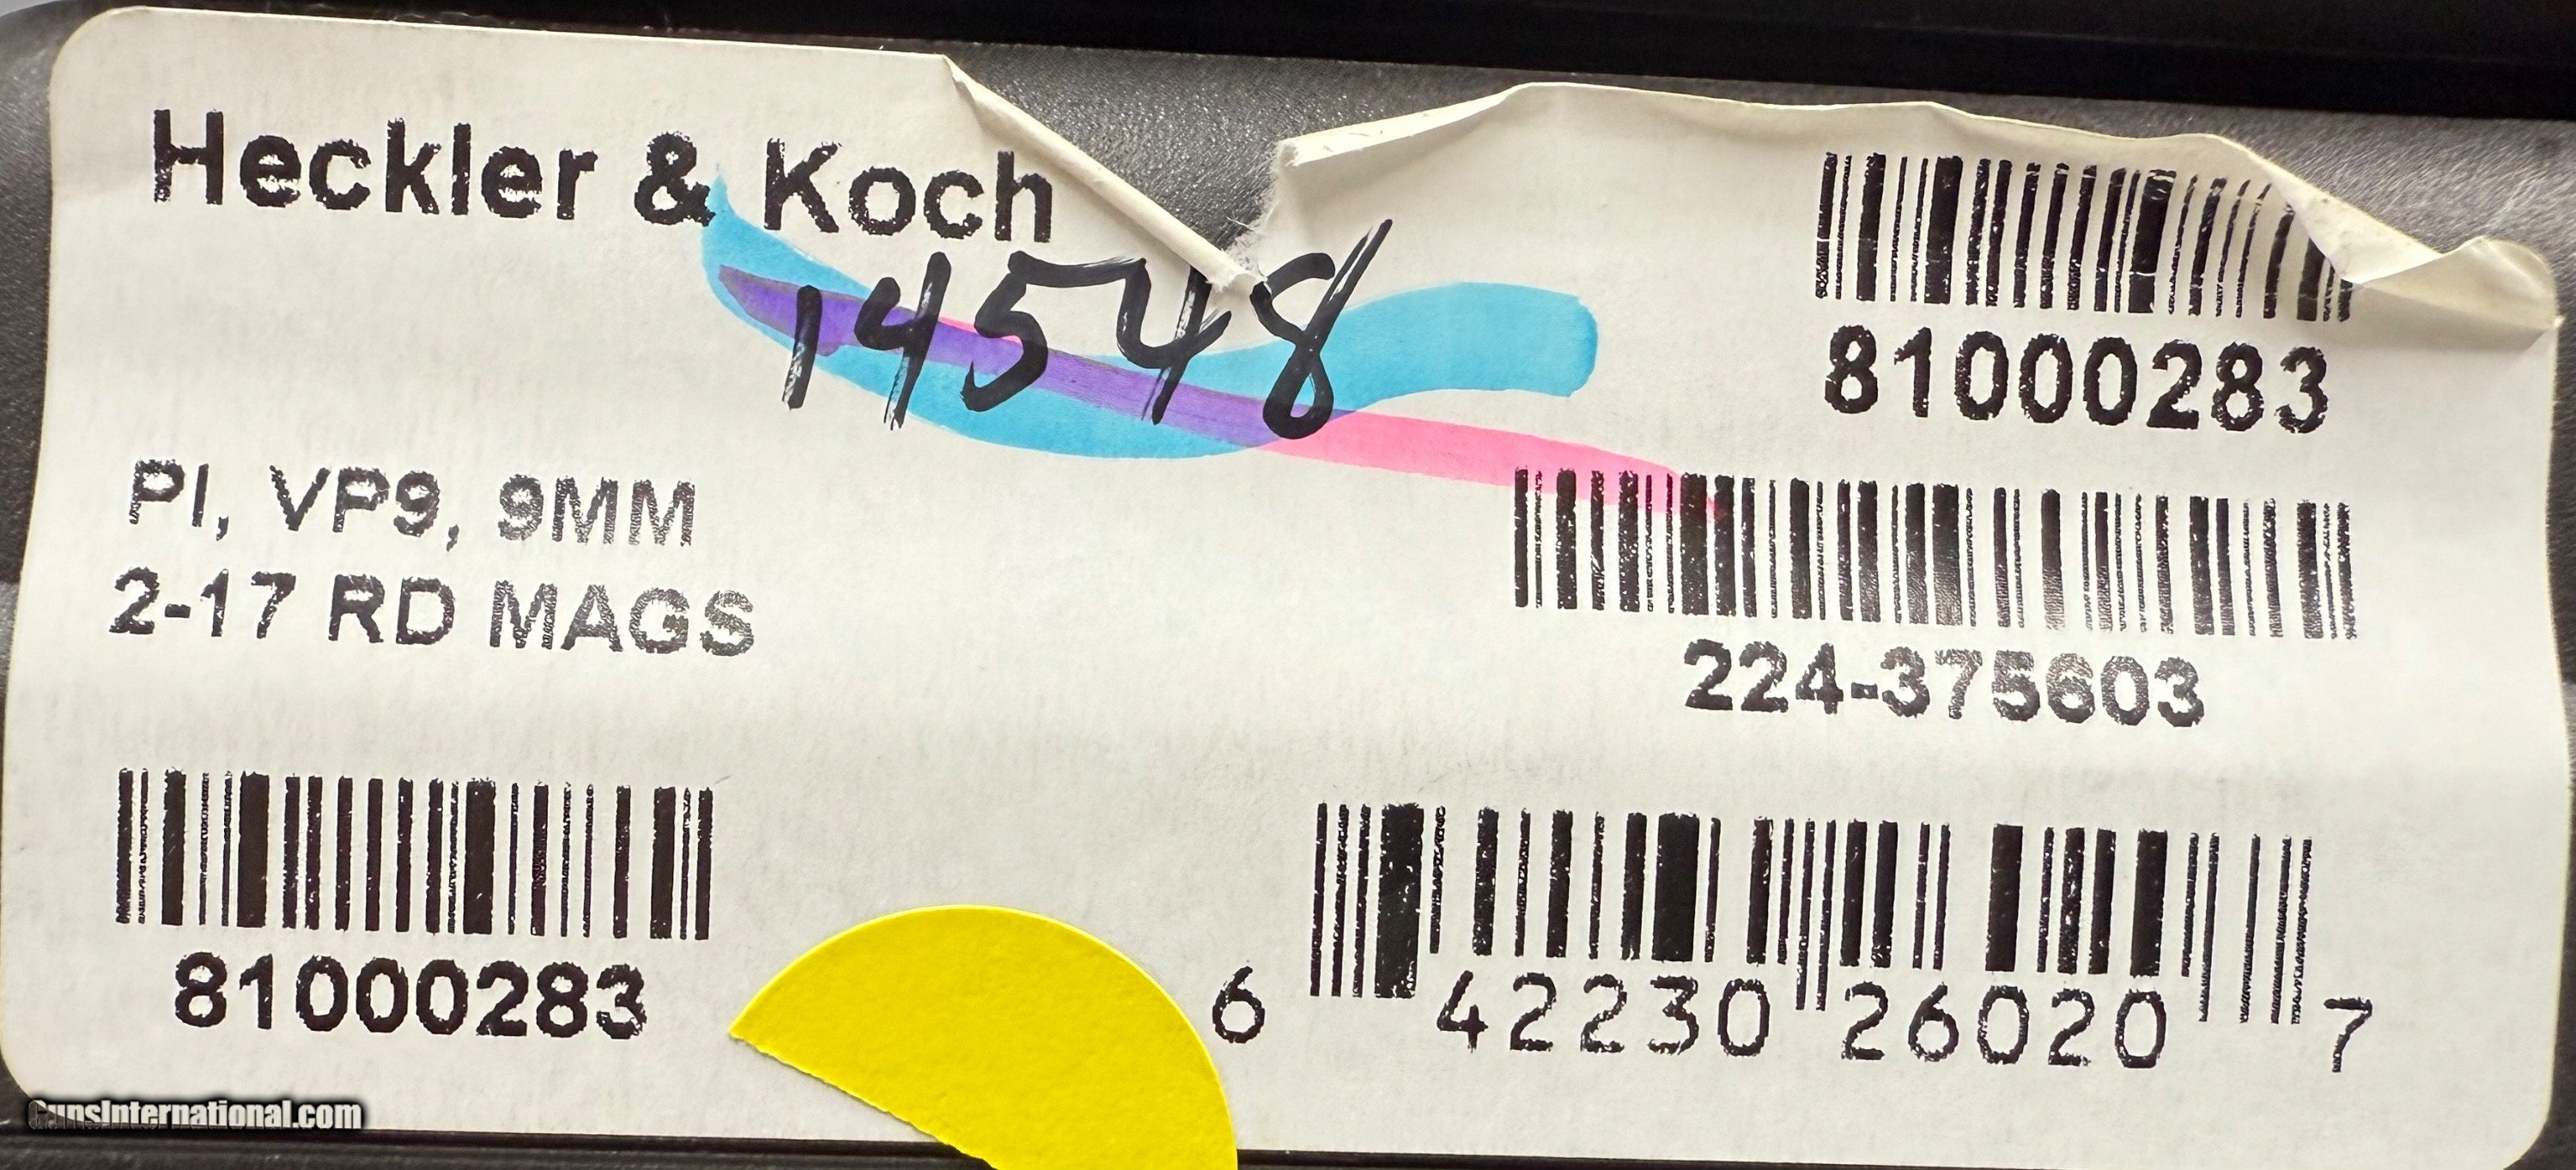 Heckler & Koch
14548
81000283
PI, VP9, 9MM
2-17 RD MAGS
224-375603
81000283
6 42230 26020 7
GunsInternational.com